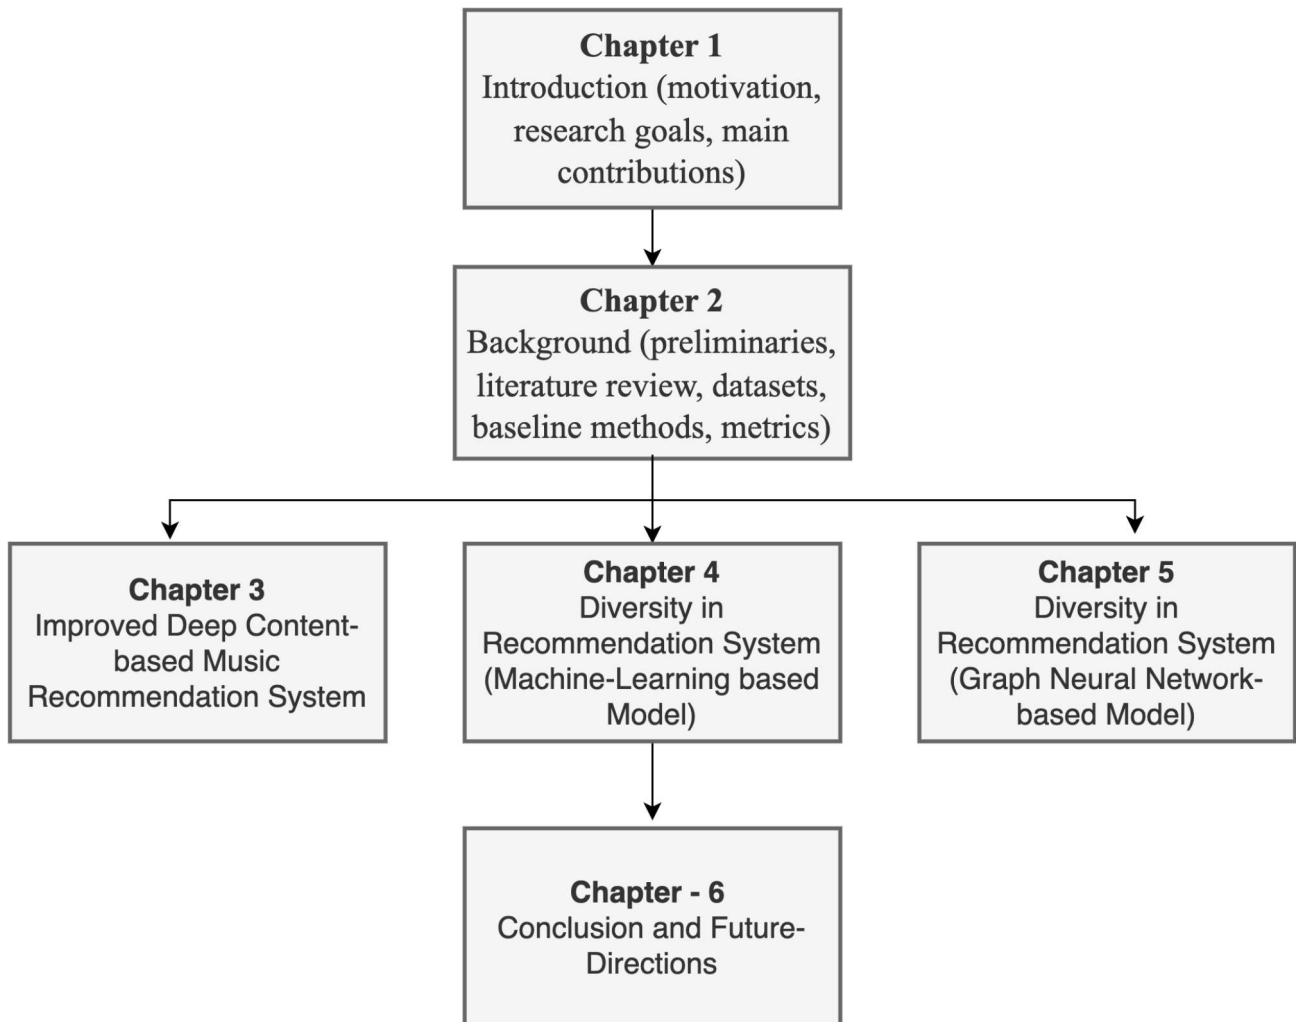 Chapter 1
Introduction (motivation,
research goals, main
contributions)
Chapter 2
Background (preliminaries,
literature review, datasets,
baseline methods, metrics)
Chapter 3
Improved Deep Content-
based Music
Recommendation System
Chapter 4
Diversity in
Recommendation System
(Machine-Learning based
Model)
Chapter 5
Diversity in
Recommendation System
(Graph Neural Network-
based Model)
Chapter - 6
Conclusion and Future-
Directions